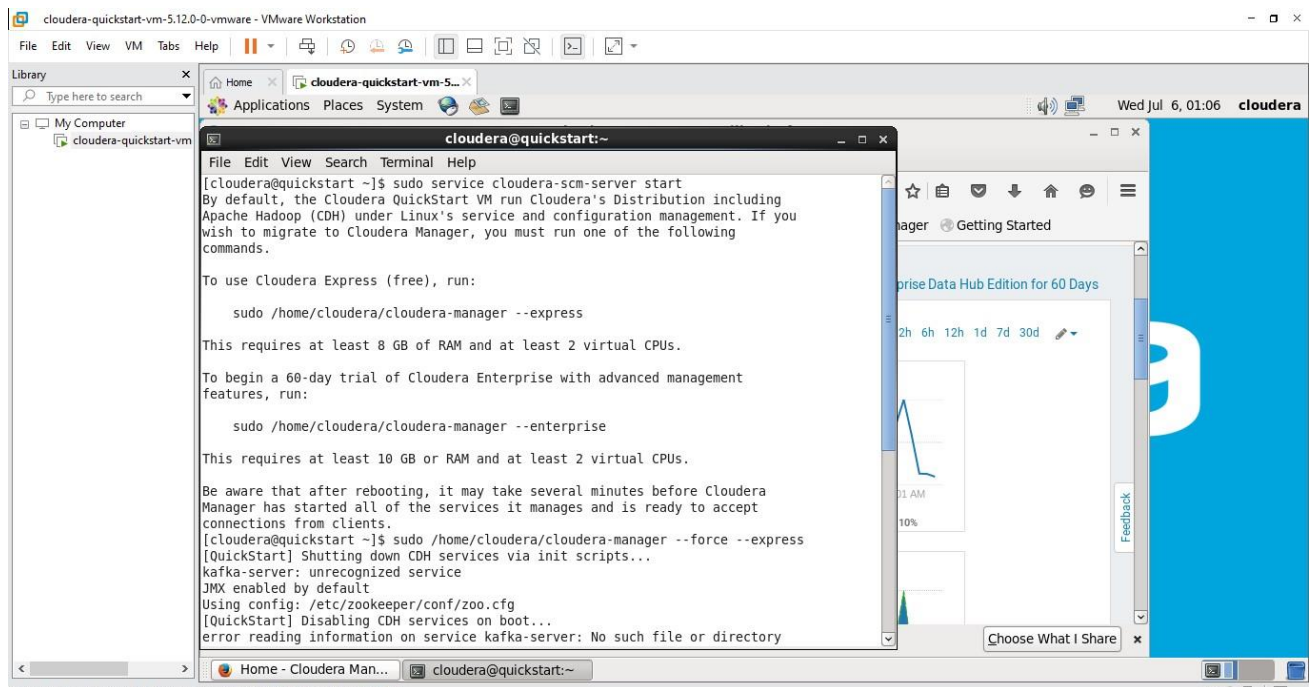 cloudera-quickstart-vm-5.12.0-0-vmware - VMware Workstation
File Edit View VM Tabs Help
Library
Type here to search
My Computer
cloudera-quickstart-vm
Home
cloudera-quickstart-vm-5...
Applications Places System
Wed Jul 6, 01:06 cloudera
cloudera@quickstart:~
File Edit View Search Terminal Help
[cloudera@quickstart ~]$ sudo service cloudera-scm-server start
By default, the Cloudera QuickStart VM run Cloudera's Distribution including
Apache Hadoop (CDH) under Linux's service and configuration management. If you
wish to migrate to Cloudera Manager, you must run one of the following
commands.
To use Cloudera Express (free), run:
sudo /home/cloudera/cloudera-manager --express
This requires at least 8 GB of RAM and at least 2 virtual CPUs.
To begin a 60-day trial of Cloudera Enterprise with advanced management
features, run:
sudo /home/cloudera/cloudera-manager --enterprise
This requires at least 10 GB or RAM and at least 2 virtual CPUs.
Be aware that after rebooting, it may take several minutes before Cloudera
Manager has started all of the services it manages and is ready to accept
connections from clients.
[cloudera@quickstart ~]$ sudo /home/cloudera/cloudera-manager --force --express
[QuickStart] Shutting down CDH services via init scripts...
kafka-server: unrecognized service
JMX enabled by default
Using config: /etc/zookeeper/conf/zoo.cfg
[QuickStart] Disabling CDH services on boot...
error reading information on service kafka-server: No such file or directory
nager Getting Started
prise Data Hub Edition for 60 Days
2h 6h 12h 1d 7d 30d
01 AM
10%
Feedback
Choose What I Share
Home - Cloudera Man...
cloudera@quickstart:~